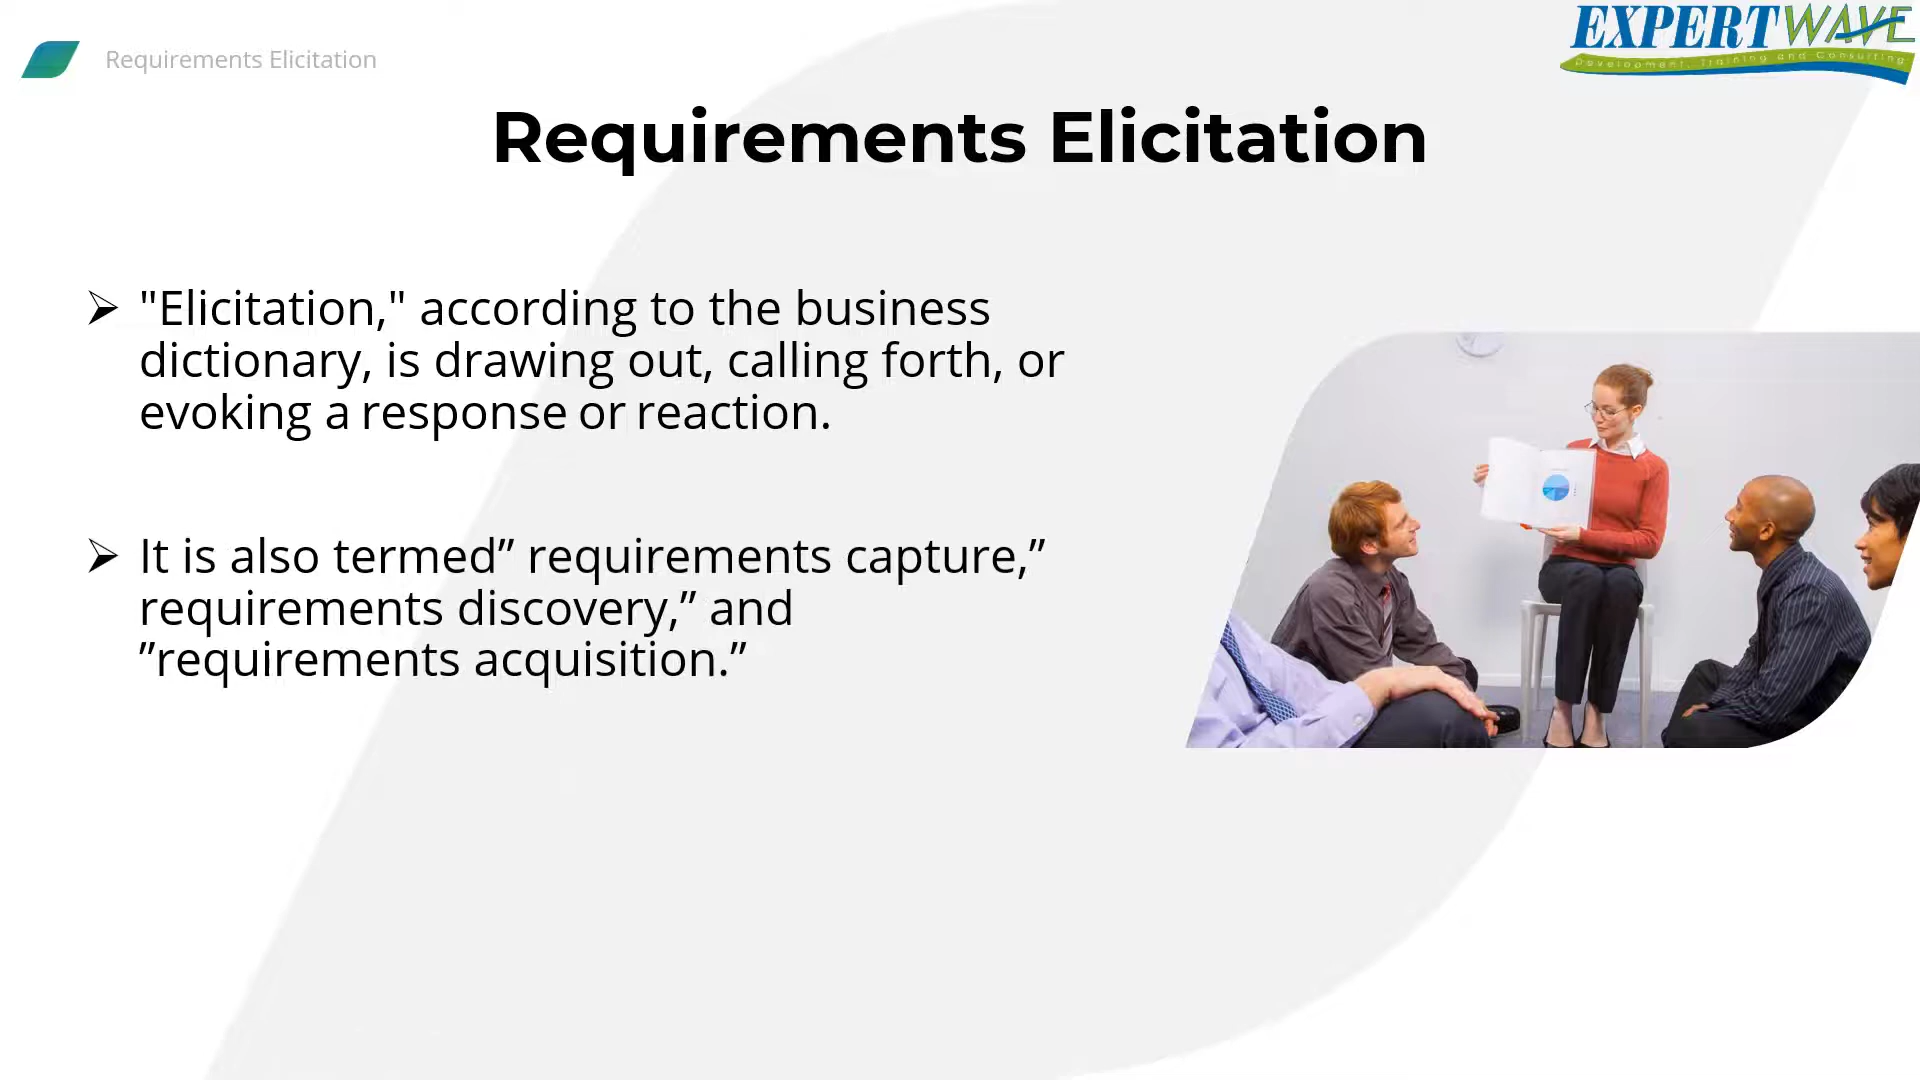 Requirements Elicitation
EXPERTWAVE
Development, Training and Consulting
Requirements Elicitation
➢ "Elicitation," according to the business
dictionary, is drawing out, calling forth, or
evoking a response or reaction.
➢ It is also termed” requirements capture,”
requirements discovery,” and
”requirements acquisition.”